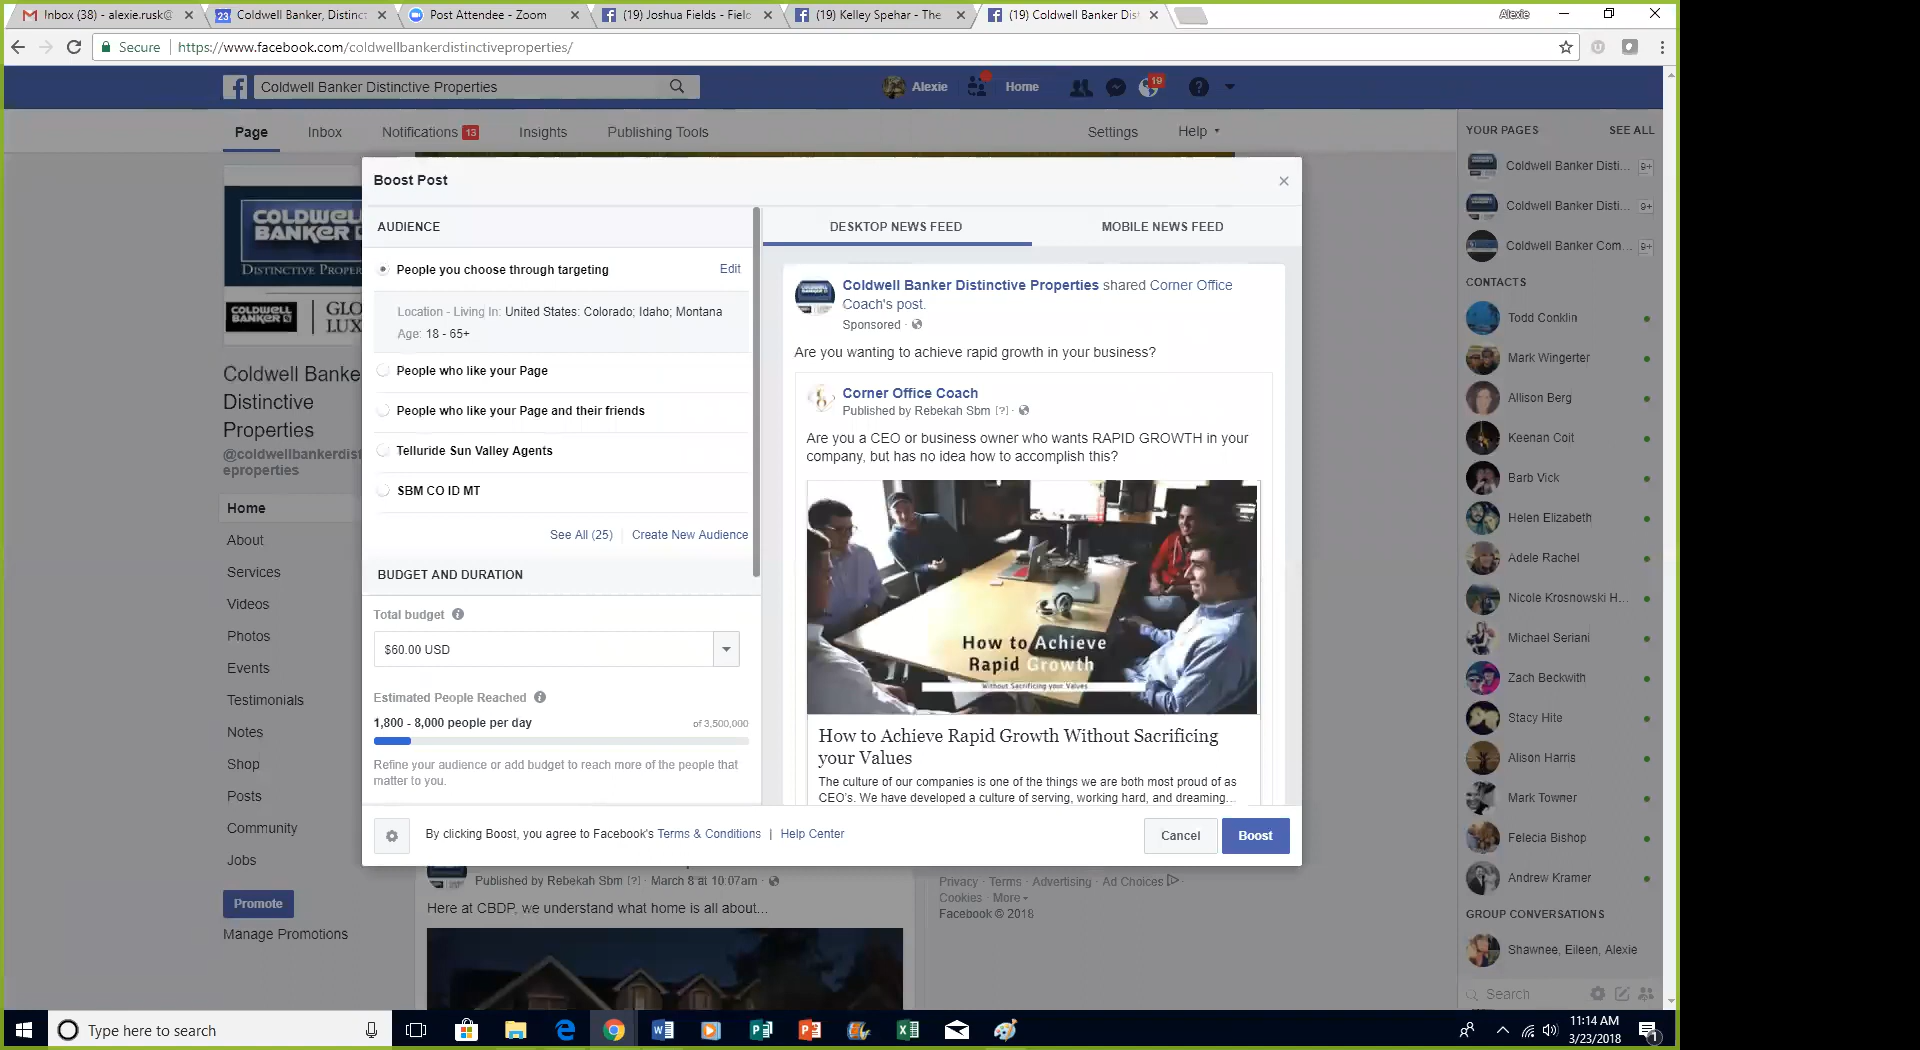 Inbox (38) - alexie.rusk@
Coldwell Banker, Distinct
Post Attendee - Zoom
(19) Joshua Fields - Field
(19) Kelley Spehar - The
(19) Coldwell Banker Dist
Alexie
Secure
https://www.facebook.com/coldwellbankerdistinctiveproperties/
Coldwell Banker Distinctive Properties
Alexie
Home
19
Page
Inbox
Notifications 13
Insights
Publishing Tools
Settings
Help
COLDWELL
BANKER
DISTINCTIVE PROPER
COLDWELL
BANKER
GLO
LUX
Coldwell Banke
Distinctive
Properties
@coldwellbankerdist
eproperties
Home
About
Services
Videos
Photos
Events
Testimonials
Notes
Shop
Posts
Community
Jobs
Promote
Manage Promotions
Boost Post
AUDIENCE
People you choose through targeting
Edit
Location - Living In: United States: Colorado; Idaho; Montana
Age: 18 - 65+
People who like your Page
People who like your Page and their friends
Telluride Sun Valley Agents
SBM CO ID MT
See All (25)
Create New Audience
BUDGET AND DURATION
Total budget
$60.00 USD
Estimated People Reached
1,800 - 8,000 people per day
of 3,500,000
Refine your audience or add budget to reach more of the people that
matter to you.
DESKTOP NEWS FEED
MOBILE NEWS FEED
Coldwell Banker Distinctive Properties shared Corner Office
Coach's post.
Sponsored ·
Are you wanting to achieve rapid growth in your business?
Corner Office Coach
Published by Rebekah Sbm [?] ·
Are you a CEO or business owner who wants RAPID GROWTH in your
company, but has no idea how to accomplish this?
How to Achieve
Rapid Growth
Without Sacrificing your Values
How to Achieve Rapid Growth Without Sacrificing
your Values
The culture of our companies is one of the things we are both most proud of as
CEO's. We have developed a culture of serving, working hard, and dreaming...
By clicking Boost, you agree to Facebook's Terms & Conditions | Help Center
Cancel
Boost
Published by Rebekah Sbm [?] · March 8 at 10:07am ·
Here at CBDP, we understand what home is all about...
Privacy · Terms · Advertising · Ad Choices ·
Cookies · More
Facebook © 2018
YOUR PAGES
SEE ALL
Coldwell Banker Disti...
9+
Coldwell Banker Disti...
9+
Coldwell Banker Com...
9+
CONTACTS
Todd Conklin
Mark Wingerter
Allison Berg
Keenan Coit
Barb Vick
Helen Elizabeth
Adele Rachel
Nicole Krosnowski H...
Michael Seriani
Zach Beckwith
Stacy Hite
Alison Harris
Mark Towner
Felecia Bishop
Andrew Kramer
GROUP CONVERSATIONS
Shawnee, Eileen, Alexie
Search
Type here to search
11:14 AM
3/23/2018
1